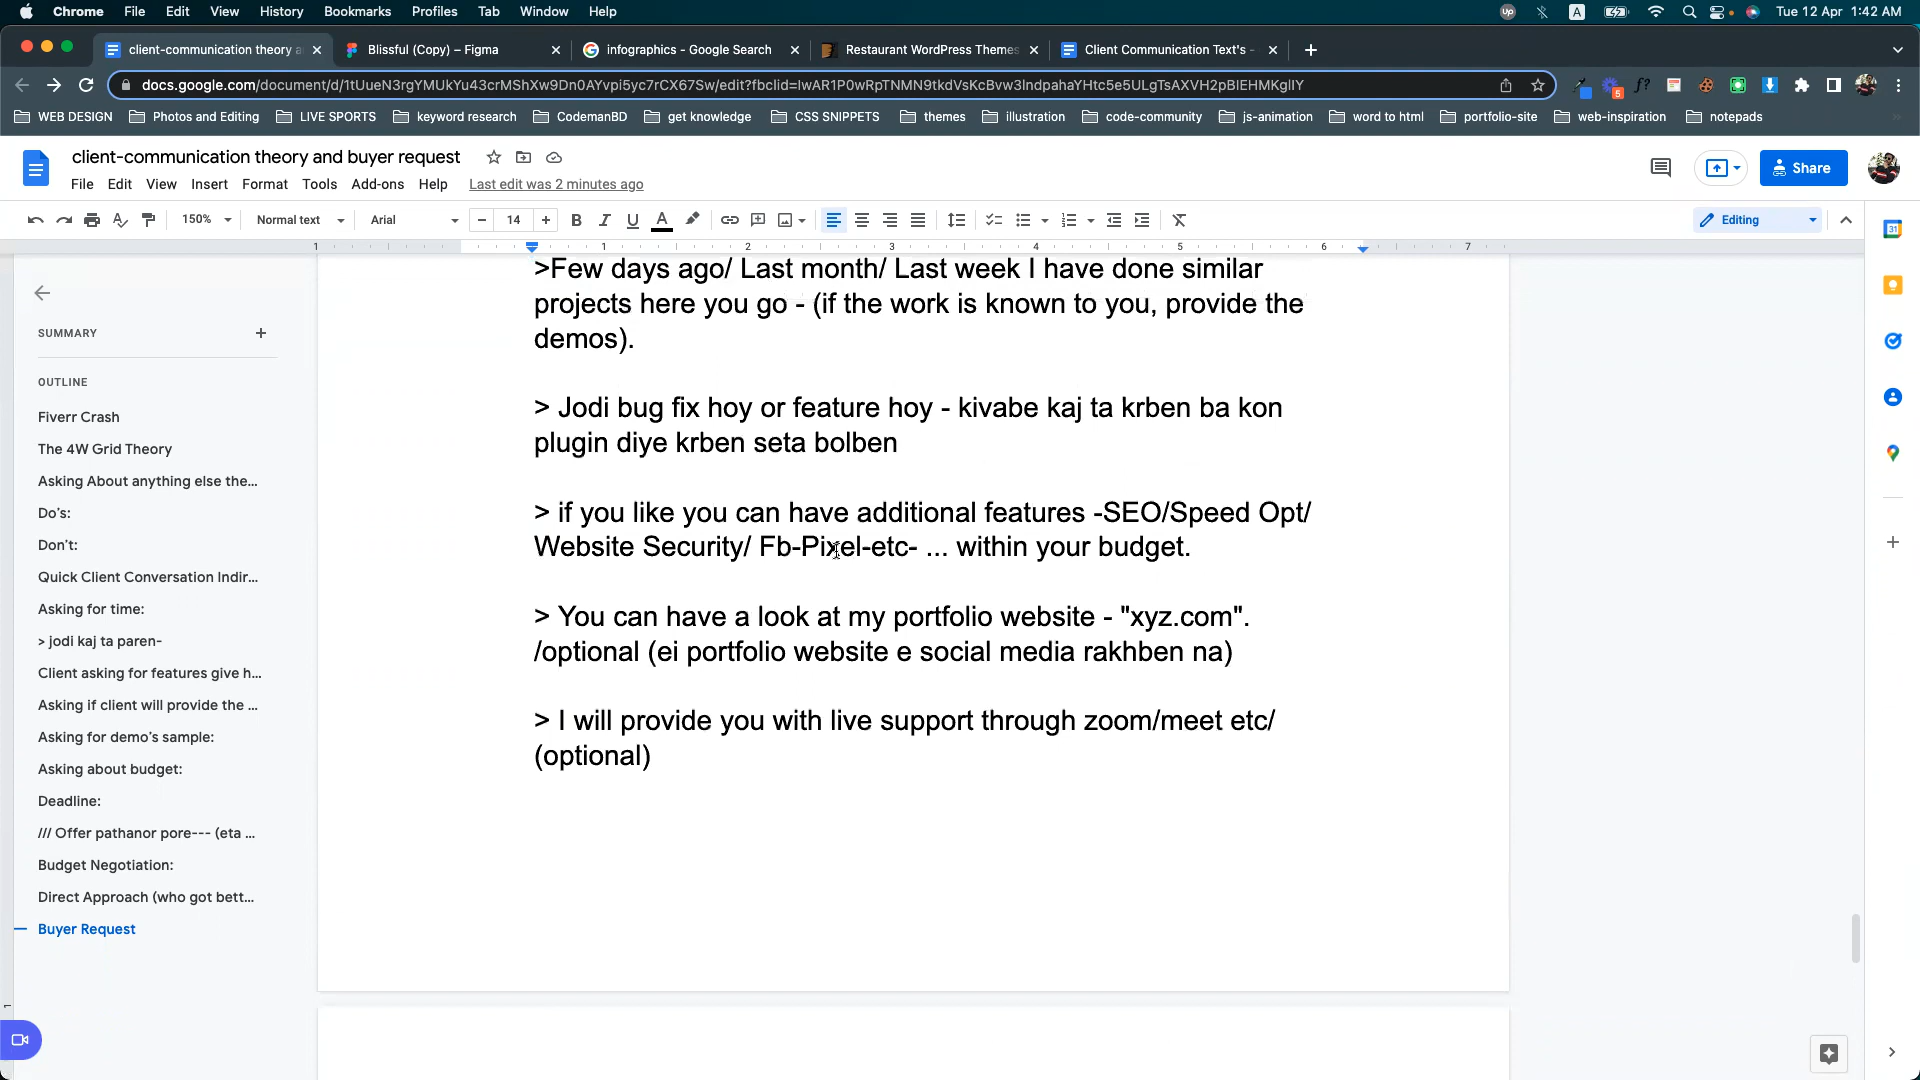 Chrome File Edit View History Bookmarks Profiles Tab Window Help
Up A Tue 12 Apr 1:42 AM
client-communication theory a
Blissful (Copy) – Figma
infographics - Google Search
Restaurant WordPress Themes
Client Communication Text's -
WEB DESIGN Photos and Editing LIVE SPORTS keyword research CodemanBD get knowledge CSS SNIPPETS themes illustration code-community js-animation word to html portfolio-site web-inspiration notepads
client-communication theory and buyer request
Share
File Edit View Insert Format Tools Add-ons Help Last edit was 2 minutes ago
150% Normal text Arial 14 B I U A Editing
1 1 2 3 4 5 6 7
SUMMARY
OUTLINE
Fiverr Crash
The 4W Grid Theory
Asking About anything else the...
Do's:
Don't:
Quick Client Conversation Indir...
Asking for time:
> jodi kaj ta paren-
Client asking for features give h...
Asking if client will provide the ...
Asking for demo's sample:
Asking about budget:
Deadline:
/// Offer pathanor pore--- (eta ...
Budget Negotiation:
Direct Approach (who got bett...
Buyer Request
>Few days ago/ Last month/ Last week I have done similar
projects here you go - (if the work is known to you, provide the
demos).
> Jodi bug fix hoy or feature hoy - kivabe kaj ta krben ba kon
plugin diye krben seta bolben
> if you like you can have additional features -SEO/Speed Opt/
Website Security/ Fb-Pixel-etc- ... within your budget.
> You can have a look at my portfolio website - "xyz.com".
/optional (ei portfolio website e social media rakhben na)
> I will provide you with live support through zoom/meet etc/
(optional)